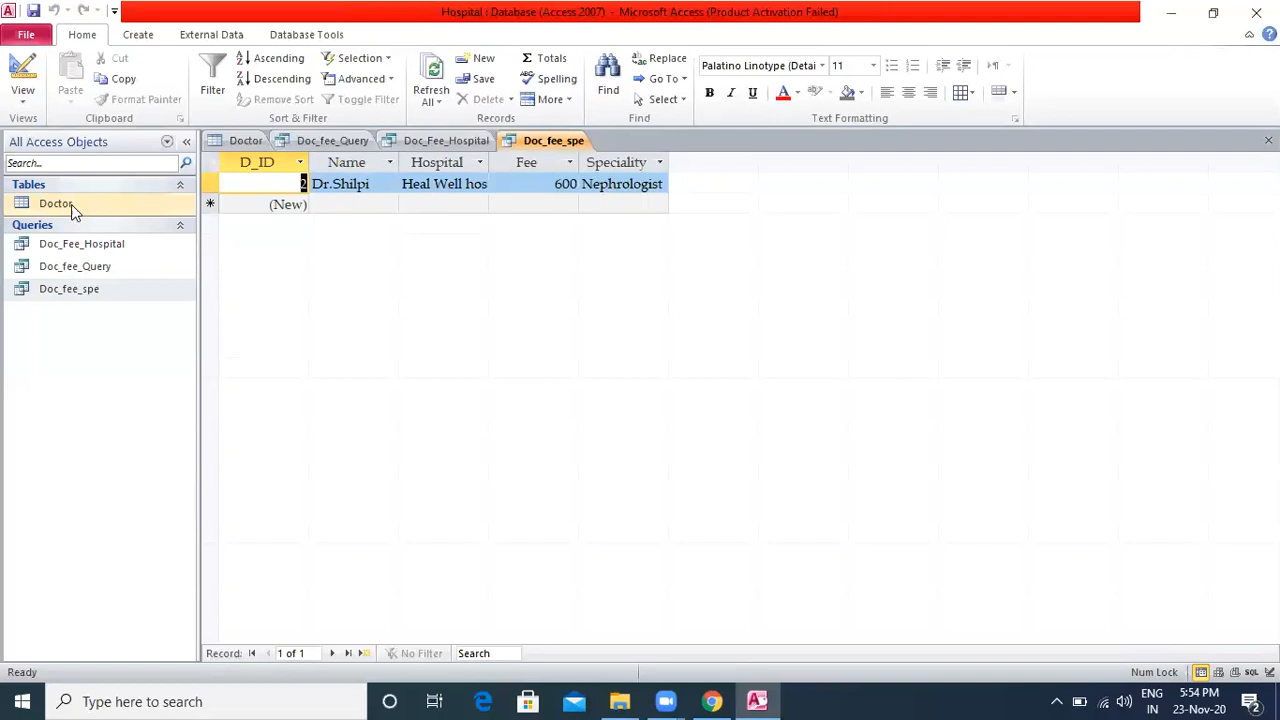 Hospital : Database (Access 2007) - Microsoft Access (Product Activation Failed)
File Home Create External Data Database Tools
View
Views
Paste
Cut
Copy
Format Painter
Clipboard
Filter
Ascending
Descending
Remove Sort
Selection
Advanced
Toggle Filter
Sort & Filter
Refresh
All
New
Save
Delete
Totals
Spelling
More
Records
Find
Replace
Go To
Select
Find
Palatino Linotype (Detai 11
B I U A
Text Formatting
All Access Objects
Search...
Tables
Doctor
Queries
Doc_Fee_Hospital
Doc_fee_Query
Doc_fee_spe
Doctor Doc_fee_Query Doc_Fee_Hospital Doc_fee_spe
D_ID Name Hospital Fee Speciality
2 Dr.Shilpi Heal Well hos 600 Nephrologist
* (New)
Record: 1 of 1 No Filter Search
Ready Num Lock SQL
Type here to search
ENG
IN
5:54 PM
23-Nov-20
2